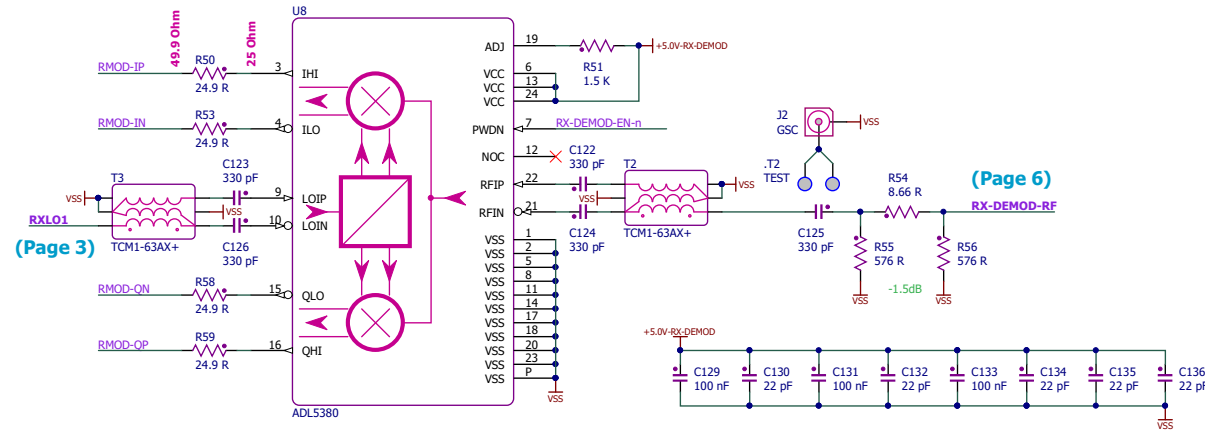 U8
49.9 Ohm
25 Ohm
RMOD-IP
R50
24.9 R
3
IHI
RMOD-IN
R53
24.9 R
4
ILO
C123
330 pF
T3
VSS
VSS
TCM1-63AX+
9
LOIP
RXLO1
10
LOIN
(Page 3)
C126
330 pF
RMOD-QN
R58
24.9 R
15
QLO
RMOD-QP
R59
24.9 R
16
QHI
ADL5380
ADJ
19
R51
1.5 K
+5.0V-RX-DEMOD
VCC
6
VCC
13
VCC
24
PWDN
7
RX-DEMOD-EN-n
NOC
12
RFIP
22
RFIN
21
C122
330 pF
C124
330 pF
T2
VSS
VSS
TCM1-63AX+
J2
GSC
VSS
.T2
TEST
C125
330 pF
R54
8.66 R
(Page 6)
RX-DEMOD-RF
R55
576 R
R56
576 R
VSS
-1.5dB
VSS
VSS
1
VSS
2
VSS
5
VSS
8
VSS
11
VSS
14
VSS
17
VSS
18
VSS
20
VSS
23
VSS
P
VSS
+5.0V-RX-DEMOD
C129
100 nF
C130
22 pF
C131
100 nF
C132
22 pF
C133
100 nF
C134
22 pF
C135
22 pF
C136
22 pF
VSS